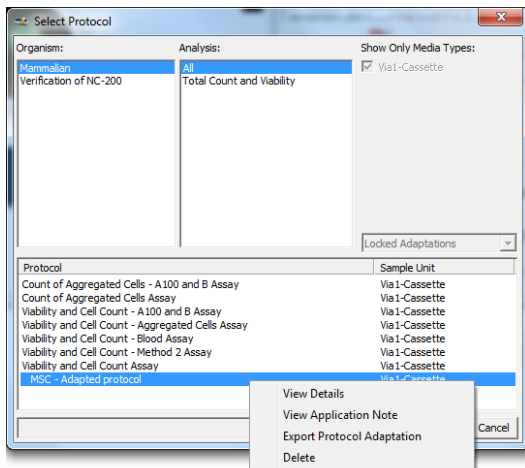 Select Protocol
Organism:
Analysis:
Show Only Media Types:
Mammalian
Verification of NC-200
All
Total Count and Viability
Via1-Cassette
Locked Adaptations
Protocol
Sample Unit
Count of Aggregated Cells - A100 and B Assay Via1-Cassette
Count of Aggregated Cells Assay Via1-Cassette
Viability and Cell Count - A100 and B Assay Via1-Cassette
Viability and Cell Count - Aggregated Cells Assay Via1-Cassette
Viability and Cell Count - Blood Assay Via1-Cassette
Viability and Cell Count - Method 2 Assay Via1-Cassette
Viability and Cell Count Assay Via1-Cassette
MSC - Adapted protocol Via1-Cassette
View Details
View Application Note
Export Protocol Adaptation
Delete
Cancel